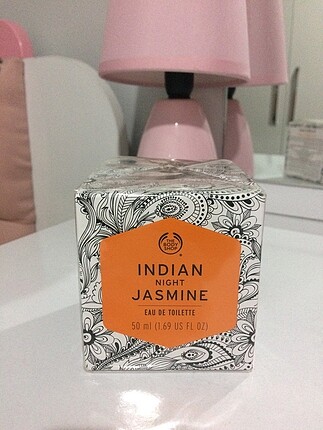 THE
BODY
SHOP
INDIAN
NIGHT
JASMINE
EAU DE TOILETTE
50 ml (1.69 US FL OZ)